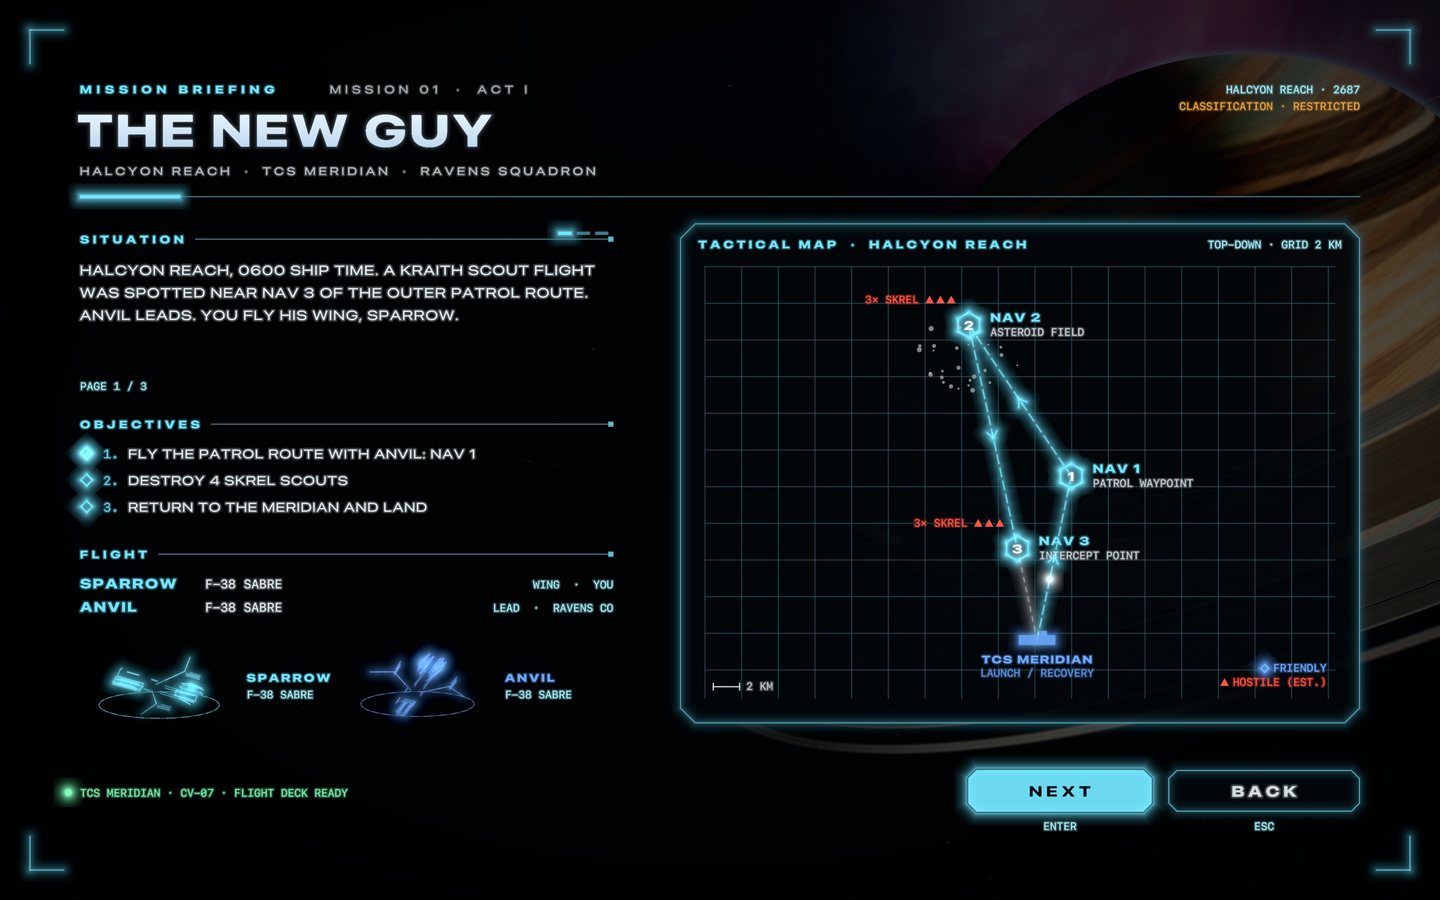 MISSION BRIEFING MISSION 01 · ACT I
THE NEW GUY
HALCYON REACH · TCS MERIDIAN · RAVENS SQUADRON
HALCYON REACH · 2687
CLASSIFICATION · RESTRICTED
SITUATION
HALCYON REACH, 0600 SHIP TIME. A KRAITH SCOUT FLIGHT
WAS SPOTTED NEAR NAV 3 OF THE OUTER PATROL ROUTE.
ANVIL LEADS. YOU FLY HIS WING, SPARROW.
PAGE 1 / 3
OBJECTIVES
1. FLY THE PATROL ROUTE WITH ANVIL: NAV 1
2. DESTROY 4 SKREL SCOUTS
3. RETURN TO THE MERIDIAN AND LAND
FLIGHT
SPARROW F-38 SABRE WING · YOU
ANVIL F-38 SABRE LEAD · RAVENS CO
SPARROW
F-38 SABRE
ANVIL
F-38 SABRE
TACTICAL MAP · HALCYON REACH
TOP-DOWN · GRID 2 KM
3× SKREL ▲▲▲
2
NAV 2
ASTEROID FIELD
1
NAV 1
PATROL WAYPOINT
3× SKREL ▲▲▲
3
NAV 3
INTERCEPT POINT
TCS MERIDIAN
LAUNCH / RECOVERY
2 KM
FRIENDLY
▲ HOSTILE (EST.)
TCS MERIDIAN · CV-07 · FLIGHT DECK READY
NEXT
ENTER
BACK
ESC